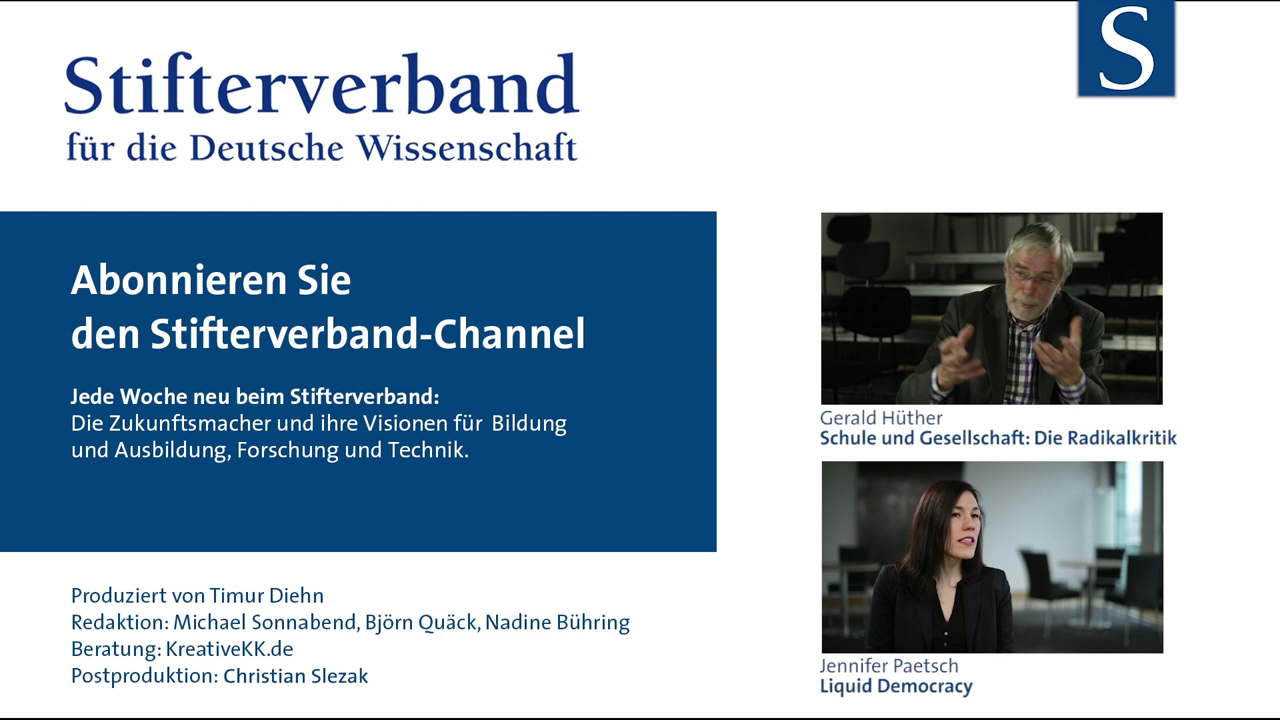 Stifterverband
für die Deutsche Wissenschaft
S
Abonnieren Sie
den Stifterverband-Channel
Jede Woche neu beim Stifterverband:
Die Zukunftsmacher und ihre Visionen für Bildung
und Ausbildung, Forschung und Technik.
Produziert von Timur Diehn
Redaktion: Michael Sonnabend, Björn Quäck, Nadine Bühring
Beratung: KreativeKK.de
Postproduktion: Christian Slezak
Gerald Hüther
Schule und Gesellschaft: Die Radikalkritik
Jennifer Paetsch
Liquid Democracy